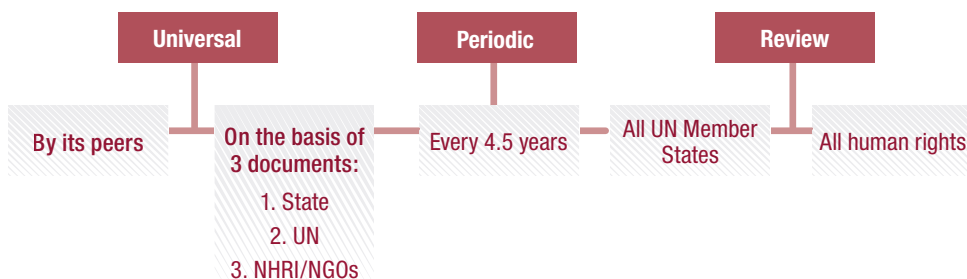 Universal
Periodic
Review
By its peers
On the basis of
3 documents:
1. State
2. UN
3. NHRI/NGOs
Every 4.5 years
All UN Member
States
All human rights